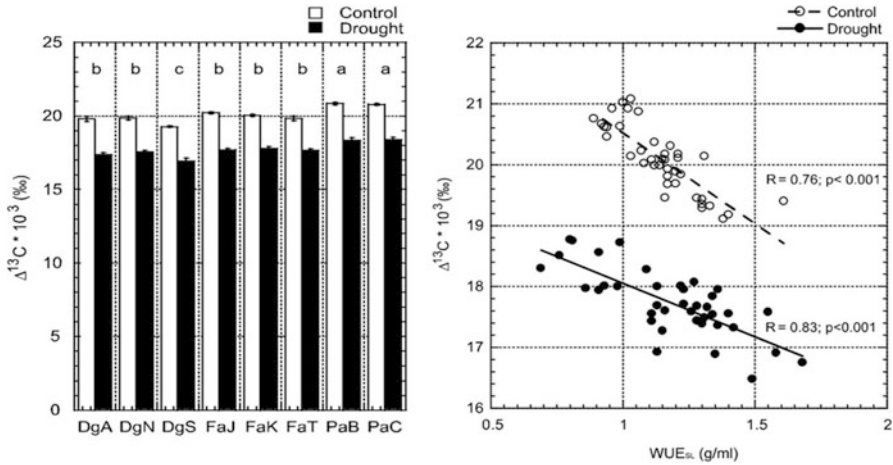 Control
Drought
25
20
15
10
5
0
Δ¹³C * 10³ (‰)
b b c b b b a a
DgA DgN DgS FaJ FaK FaT PaB PaC
Control
Drought
22
21
20
19
18
17
16
Δ¹³C * 10³ (‰)
R = 0.76; p< 0.001
R = 0.83; p<0.001
0.5 1 1.5 2
WUE_SL (g/ml)